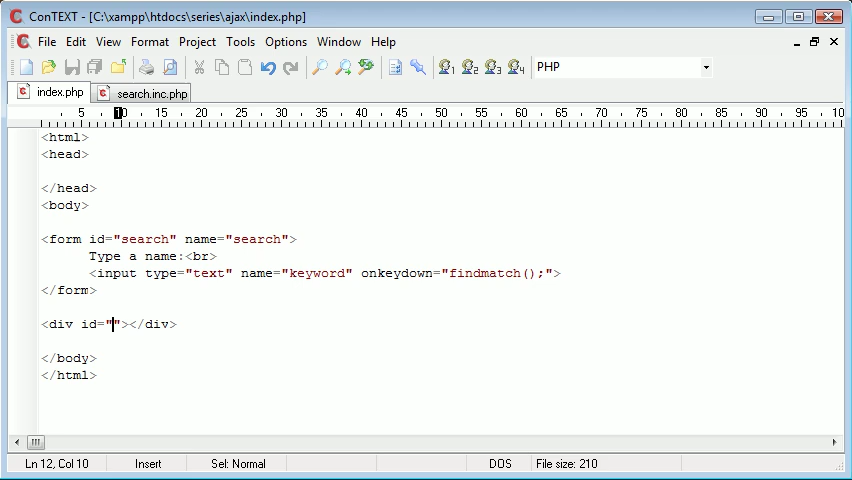 ConTEXT - [C:\xampp\htdocs\series\ajax\index.php]
File Edit View Format Project Tools Options Window Help
1 2 3 4 PHP
index.php search.inc.php
5 10 15 20 25 30 35 40 45 50 55 60 65 70 75 80 85 90 95 10
<html>
<head>
</head>
<body>
<form id="search" name="search">
Type a name:<br>
<input type="text" name="keyword" onkeydown="findmatch();">
</form>
<div id=""></div>
</body>
</html>
Ln 12, Col 10 Insert Sel: Normal DOS File size: 210